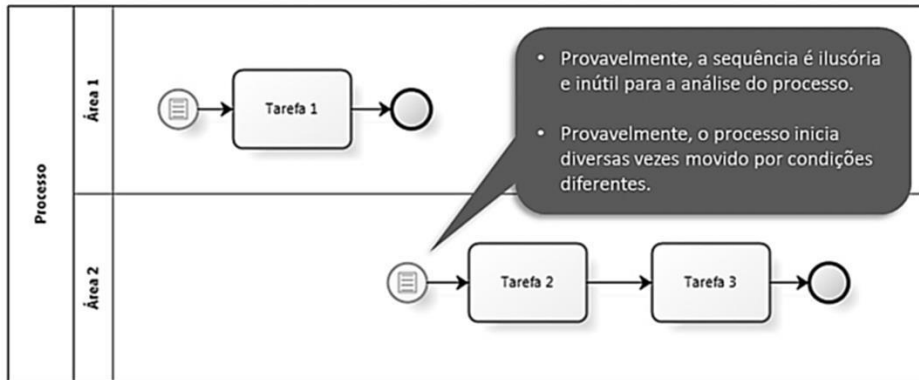 Processo
Área 1
Tarefa 1
• Provavelmente, a sequência é ilusória
e inútil para a análise do processo.
• Provavelmente, o processo inicia
diversas vezes movido por condições
diferentes.
Área 2
Tarefa 2
Tarefa 3